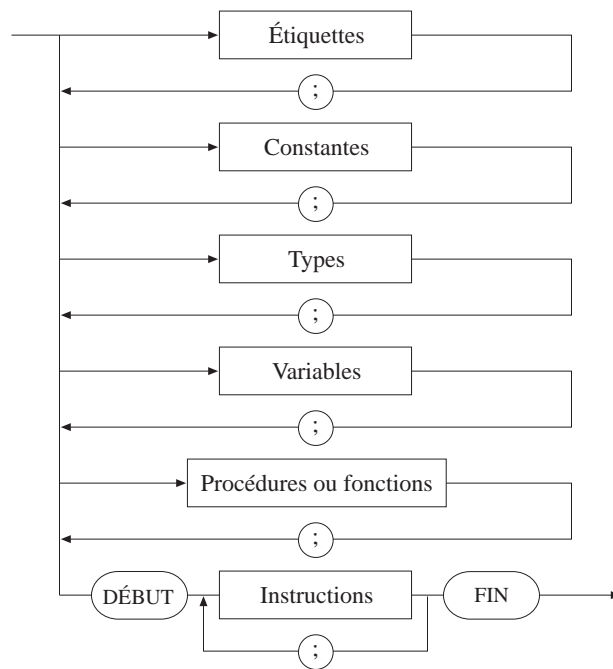 Étiquettes
;
Constantes
;
Types
;
Variables
;
Procédures ou fonctions
;
DÉBUT Instructions FIN
;